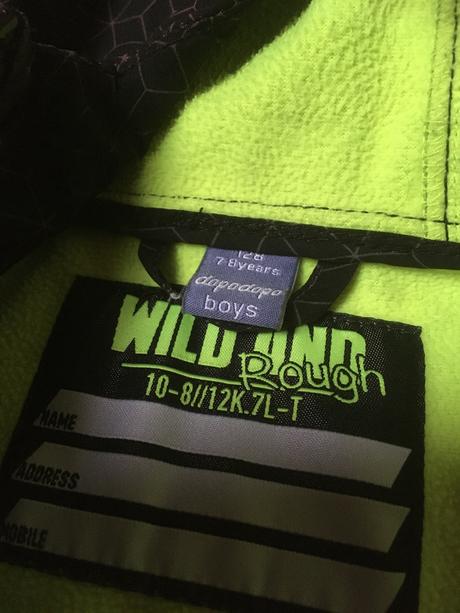 128
7-8years
dopodopo
boys
WILD AND
Rough
10-8//12K.7L-T
NAME
ADDRESS
MOBILE